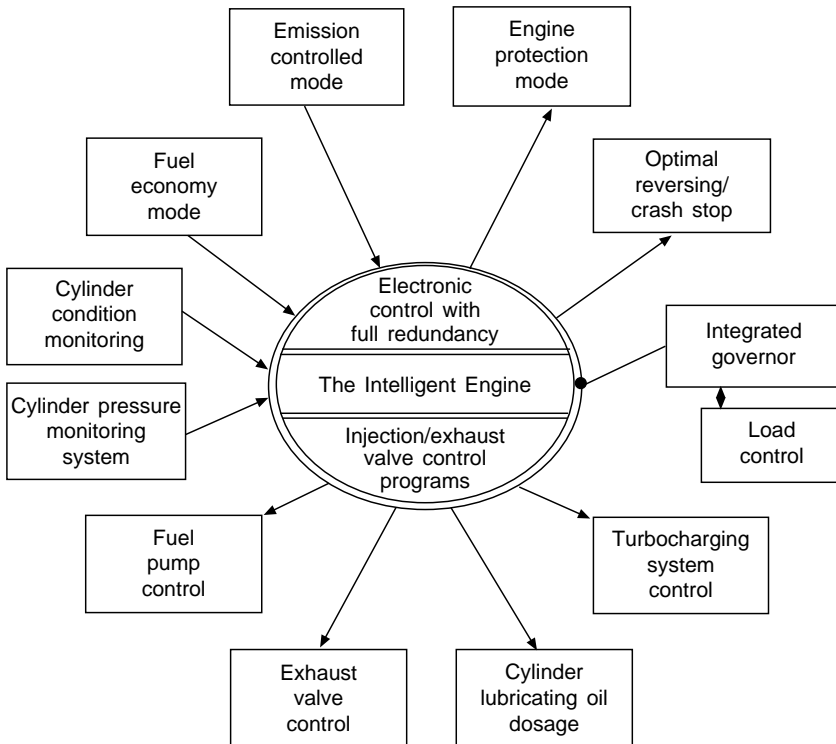 Emission
controlled
mode
Engine
protection
mode
Fuel
economy
mode
Optimal
reversing/
crash stop
Cylinder
condition
monitoring
Electronic
control with
full redundancy
Integrated
governor
The Intelligent Engine
Cylinder pressure
monitoring
system
Injection/exhaust
valve control
programs
Load
control
Fuel
pump
control
Turbocharging
system
control
Exhaust
valve
control
Cylinder
lubricating oil
dosage